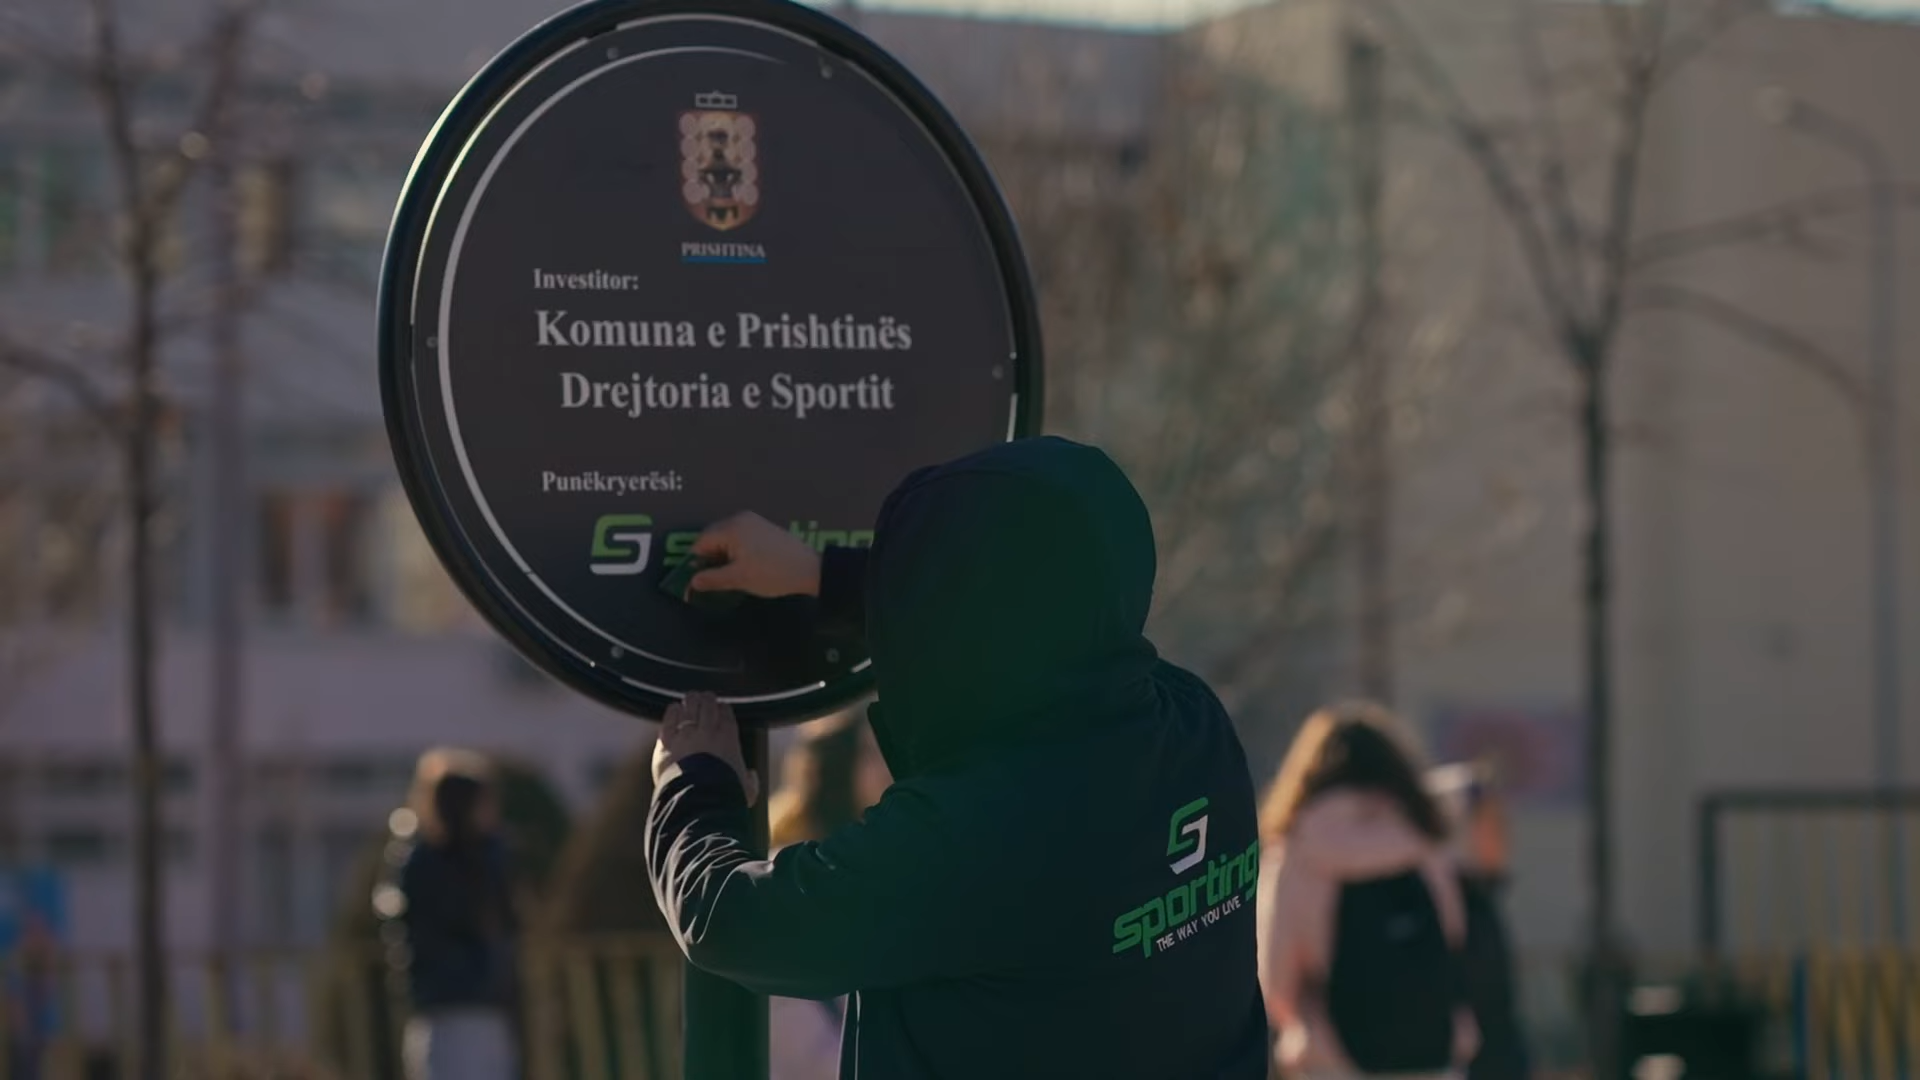 PRISHTINA
Investitor:
Komuna e Prishtinës
Drejtoria e Sportit
Punëkryerësi:
sporting
THE WAY YOU LIVE